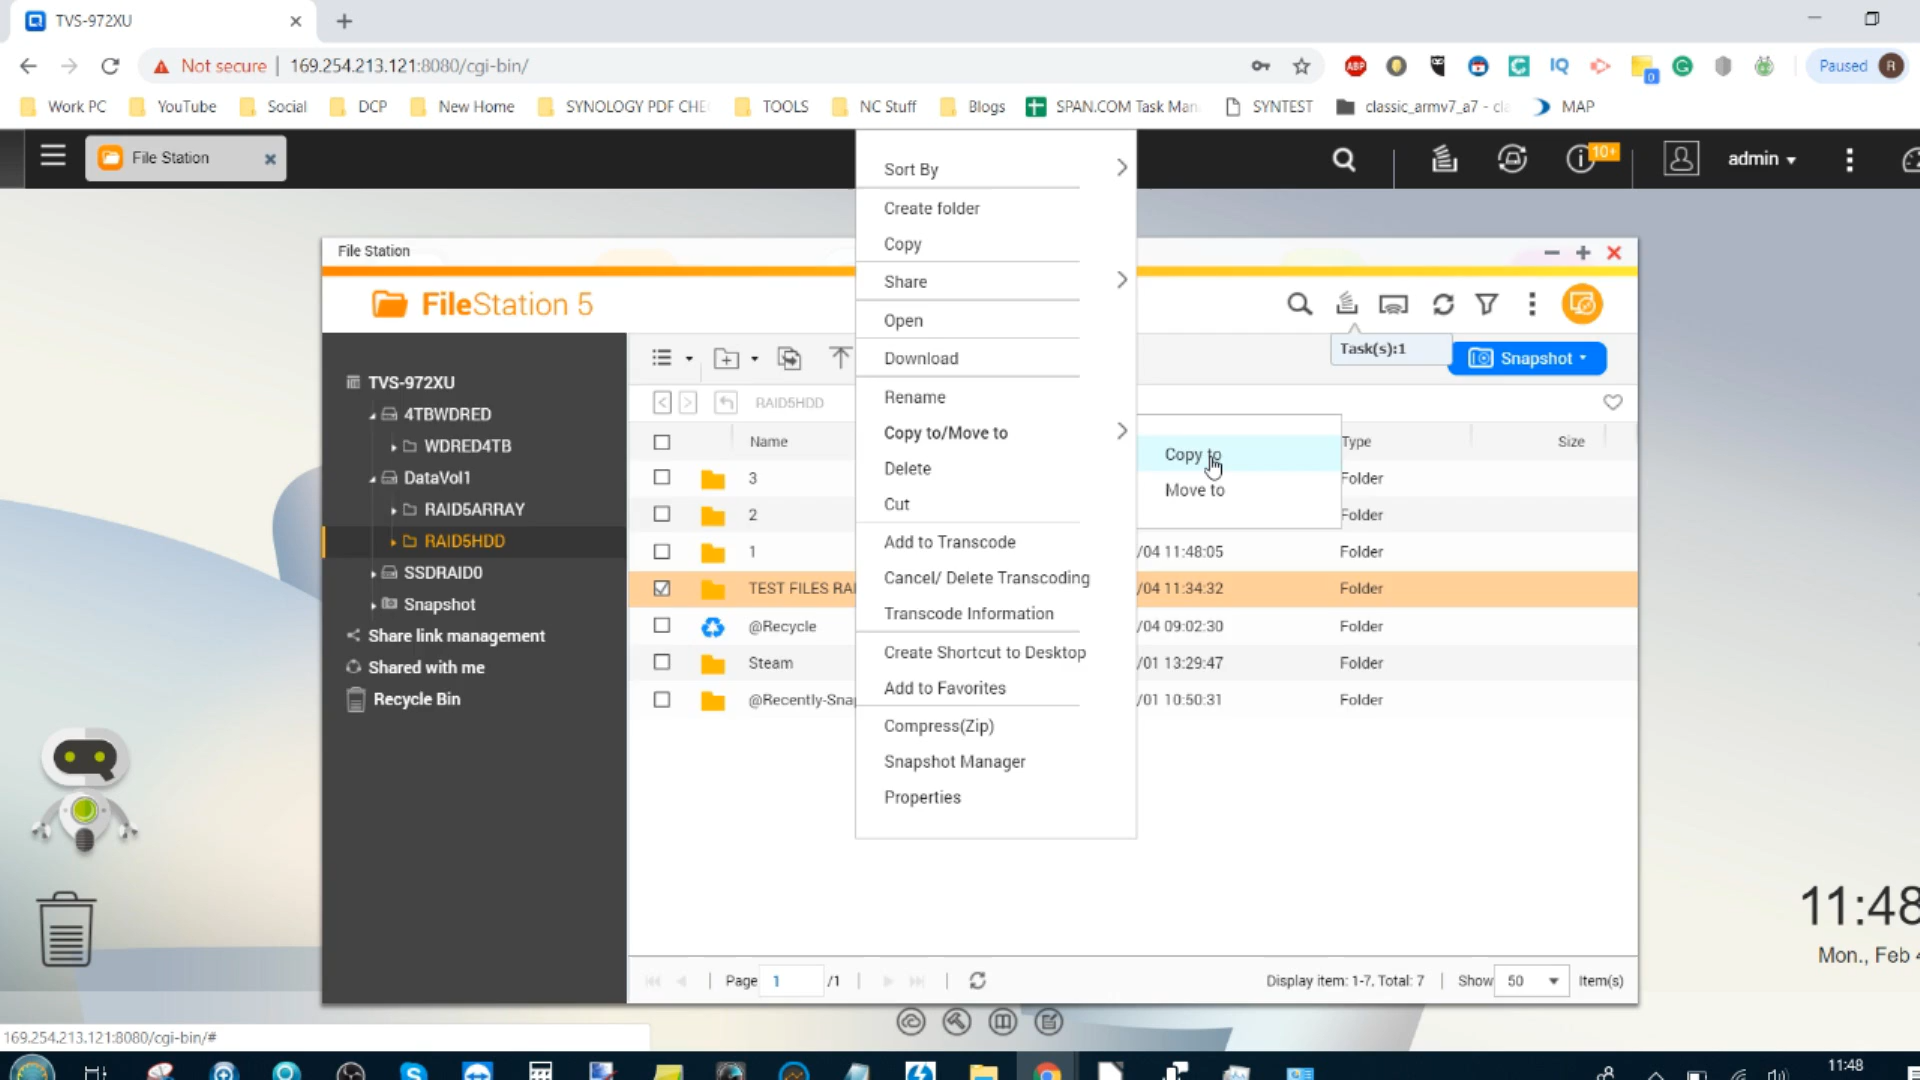 TVS-972XU
Not secure | 169.254.213.121:8080/cgi-bin/
ABP
IQ
0
Paused R
Work PC
YouTube
Social
DCP
New Home
SYNOLOGY PDF CHE
TOOLS
NC Stuff
Blogs
SPAN.COM Task Man
SYNTEST
classic_armv7_a7 - cla
MAP
File Station
10+
admin
File Station
FileStation 5
Task(s):1
Snapshot
TVS-972XU
4TBWDRED
WDRED4TB
DataVol1
RAID5ARRAY
RAID5HDD
SSDRAID0
Snapshot
Share link management
Shared with me
Recycle Bin
RAID5HDD
Name Type Size
3 Folder
2 Folder
1 /04 11:48:05 Folder
TEST FILES RAI /04 11:34:32 Folder
@Recycle /04 09:02:30 Folder
Steam /01 13:29:47 Folder
@Recently-Snap /01 10:50:31 Folder
Sort By
Create folder
Copy
Share
Open
Download
Rename
Copy to/Move to
Delete
Cut
Add to Transcode
Cancel/ Delete Transcoding
Transcode Information
Create Shortcut to Desktop
Add to Favorites
Compress(Zip)
Snapshot Manager
Properties
Copy to
Move to
Page 1 /1
Display item: 1-7, Total: 7 | Show 50 Item(s)
11:48
Mon., Feb 4
169.254.213.121:8080/cgi-bin/#
11:48